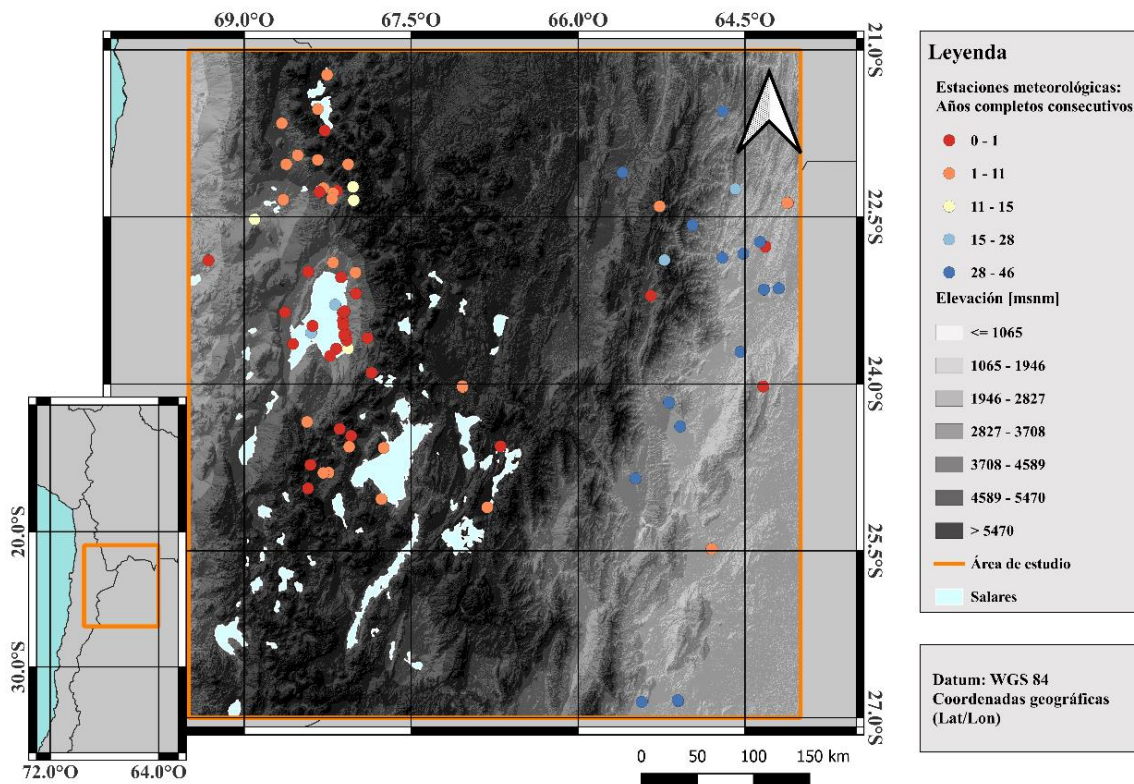 69.0°O
67.5°O
66.0°O
64.5°O
21.0°S
22.5°S
24.0°S
25.5°S
27.0°S
20.0°S
30.0°S
72.0°O
64.0°O
0 50 100 150 km
Leyenda
Estaciones meteorológicas:
Años completos consecutivos
0 - 1
1 - 11
11 - 15
15 - 28
28 - 46
Elevación [msnm]
<= 1065
1065 - 1946
1946 - 2827
2827 - 3708
3708 - 4589
4589 - 5470
> 5470
Área de estudio
Salares
Datum: WGS 84
Coordenadas geográficas
(Lat/Lon)